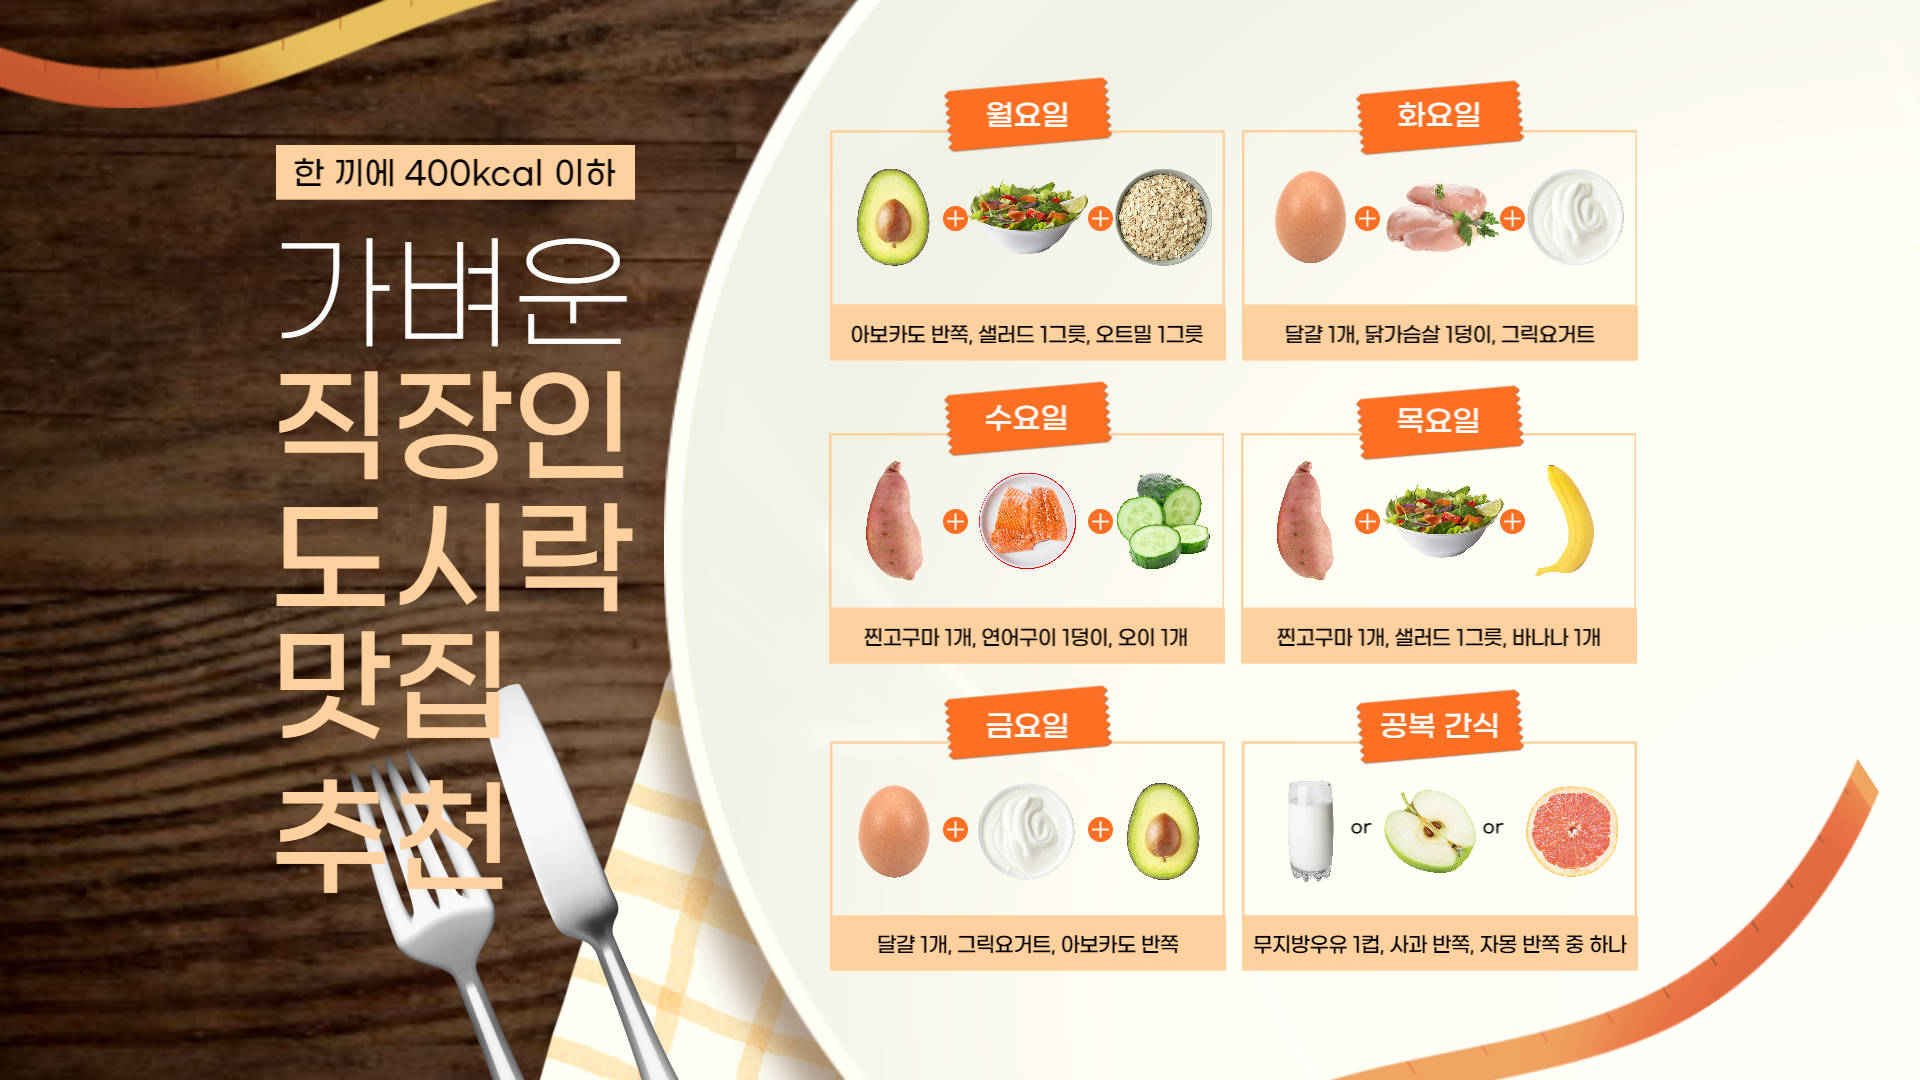 한 끼에 400kcal 이하
가벼운
직장인
도시락
맛집
추천
월요일
아보카도 반쪽, 샐러드 1그릇, 오트밀 1그릇
화요일
달걀 1개, 닭가슴살 1덩이, 그릭요거트
수요일
찐고구마 1개, 연어구이 1덩이, 오이 1개
목요일
찐고구마 1개, 샐러드 1그릇, 바나나 1개
금요일
달걀 1개, 그릭요거트, 아보카도 반쪽
공복 간식
or or
무지방우유 1컵, 사과 반쪽, 자몽 반쪽 중 하나